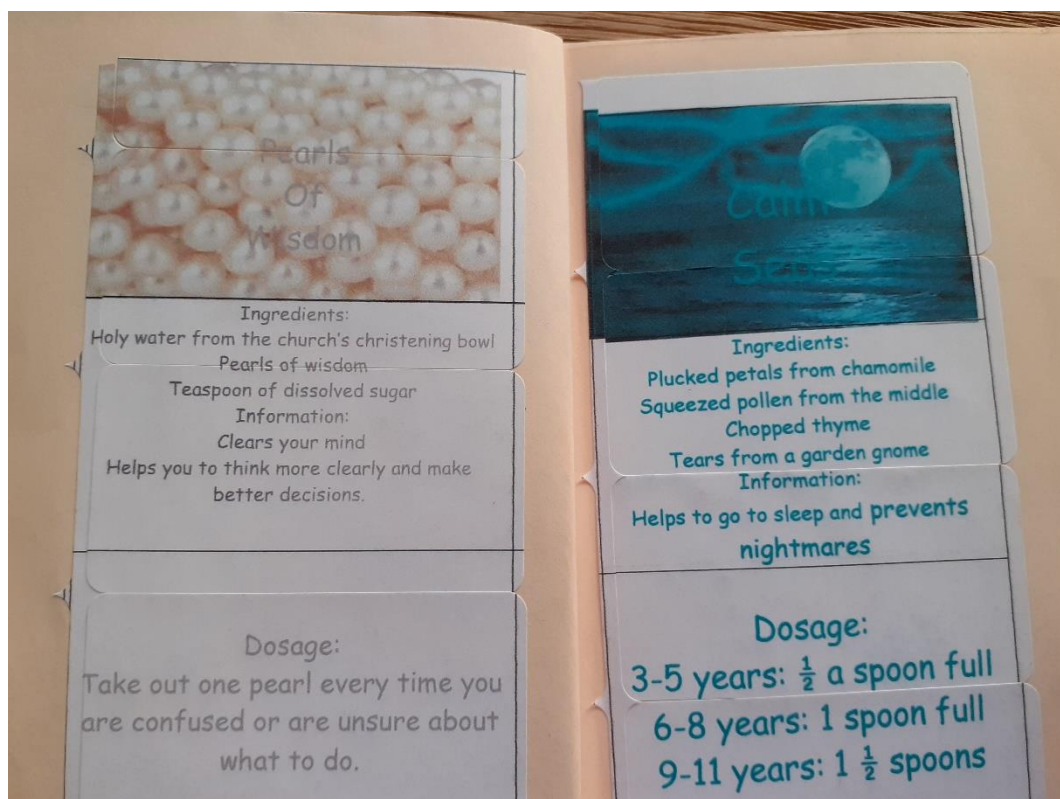 Pearls
Of
Wisdom
Ingredients:
Holy water from the church's christening bowl
Pearls of wisdom
Teaspoon of dissolved sugar
Information:
Clears your mind
Helps you to think more clearly and make
better decisions.
Dosage:
Take out one pearl every time you
are confused or are unsure about
what to do.
Calm
Seas
Ingredients:
Plucked petals from chamomile
Squeezed pollen from the middle
Chopped thyme
Tears from a garden gnome
Information:
Helps to go to sleep and prevents
nightmares
Dosage:
3-5 years: ½ a spoon full
6-8 years: 1 spoon full
9-11 years: 1 ½ spoons